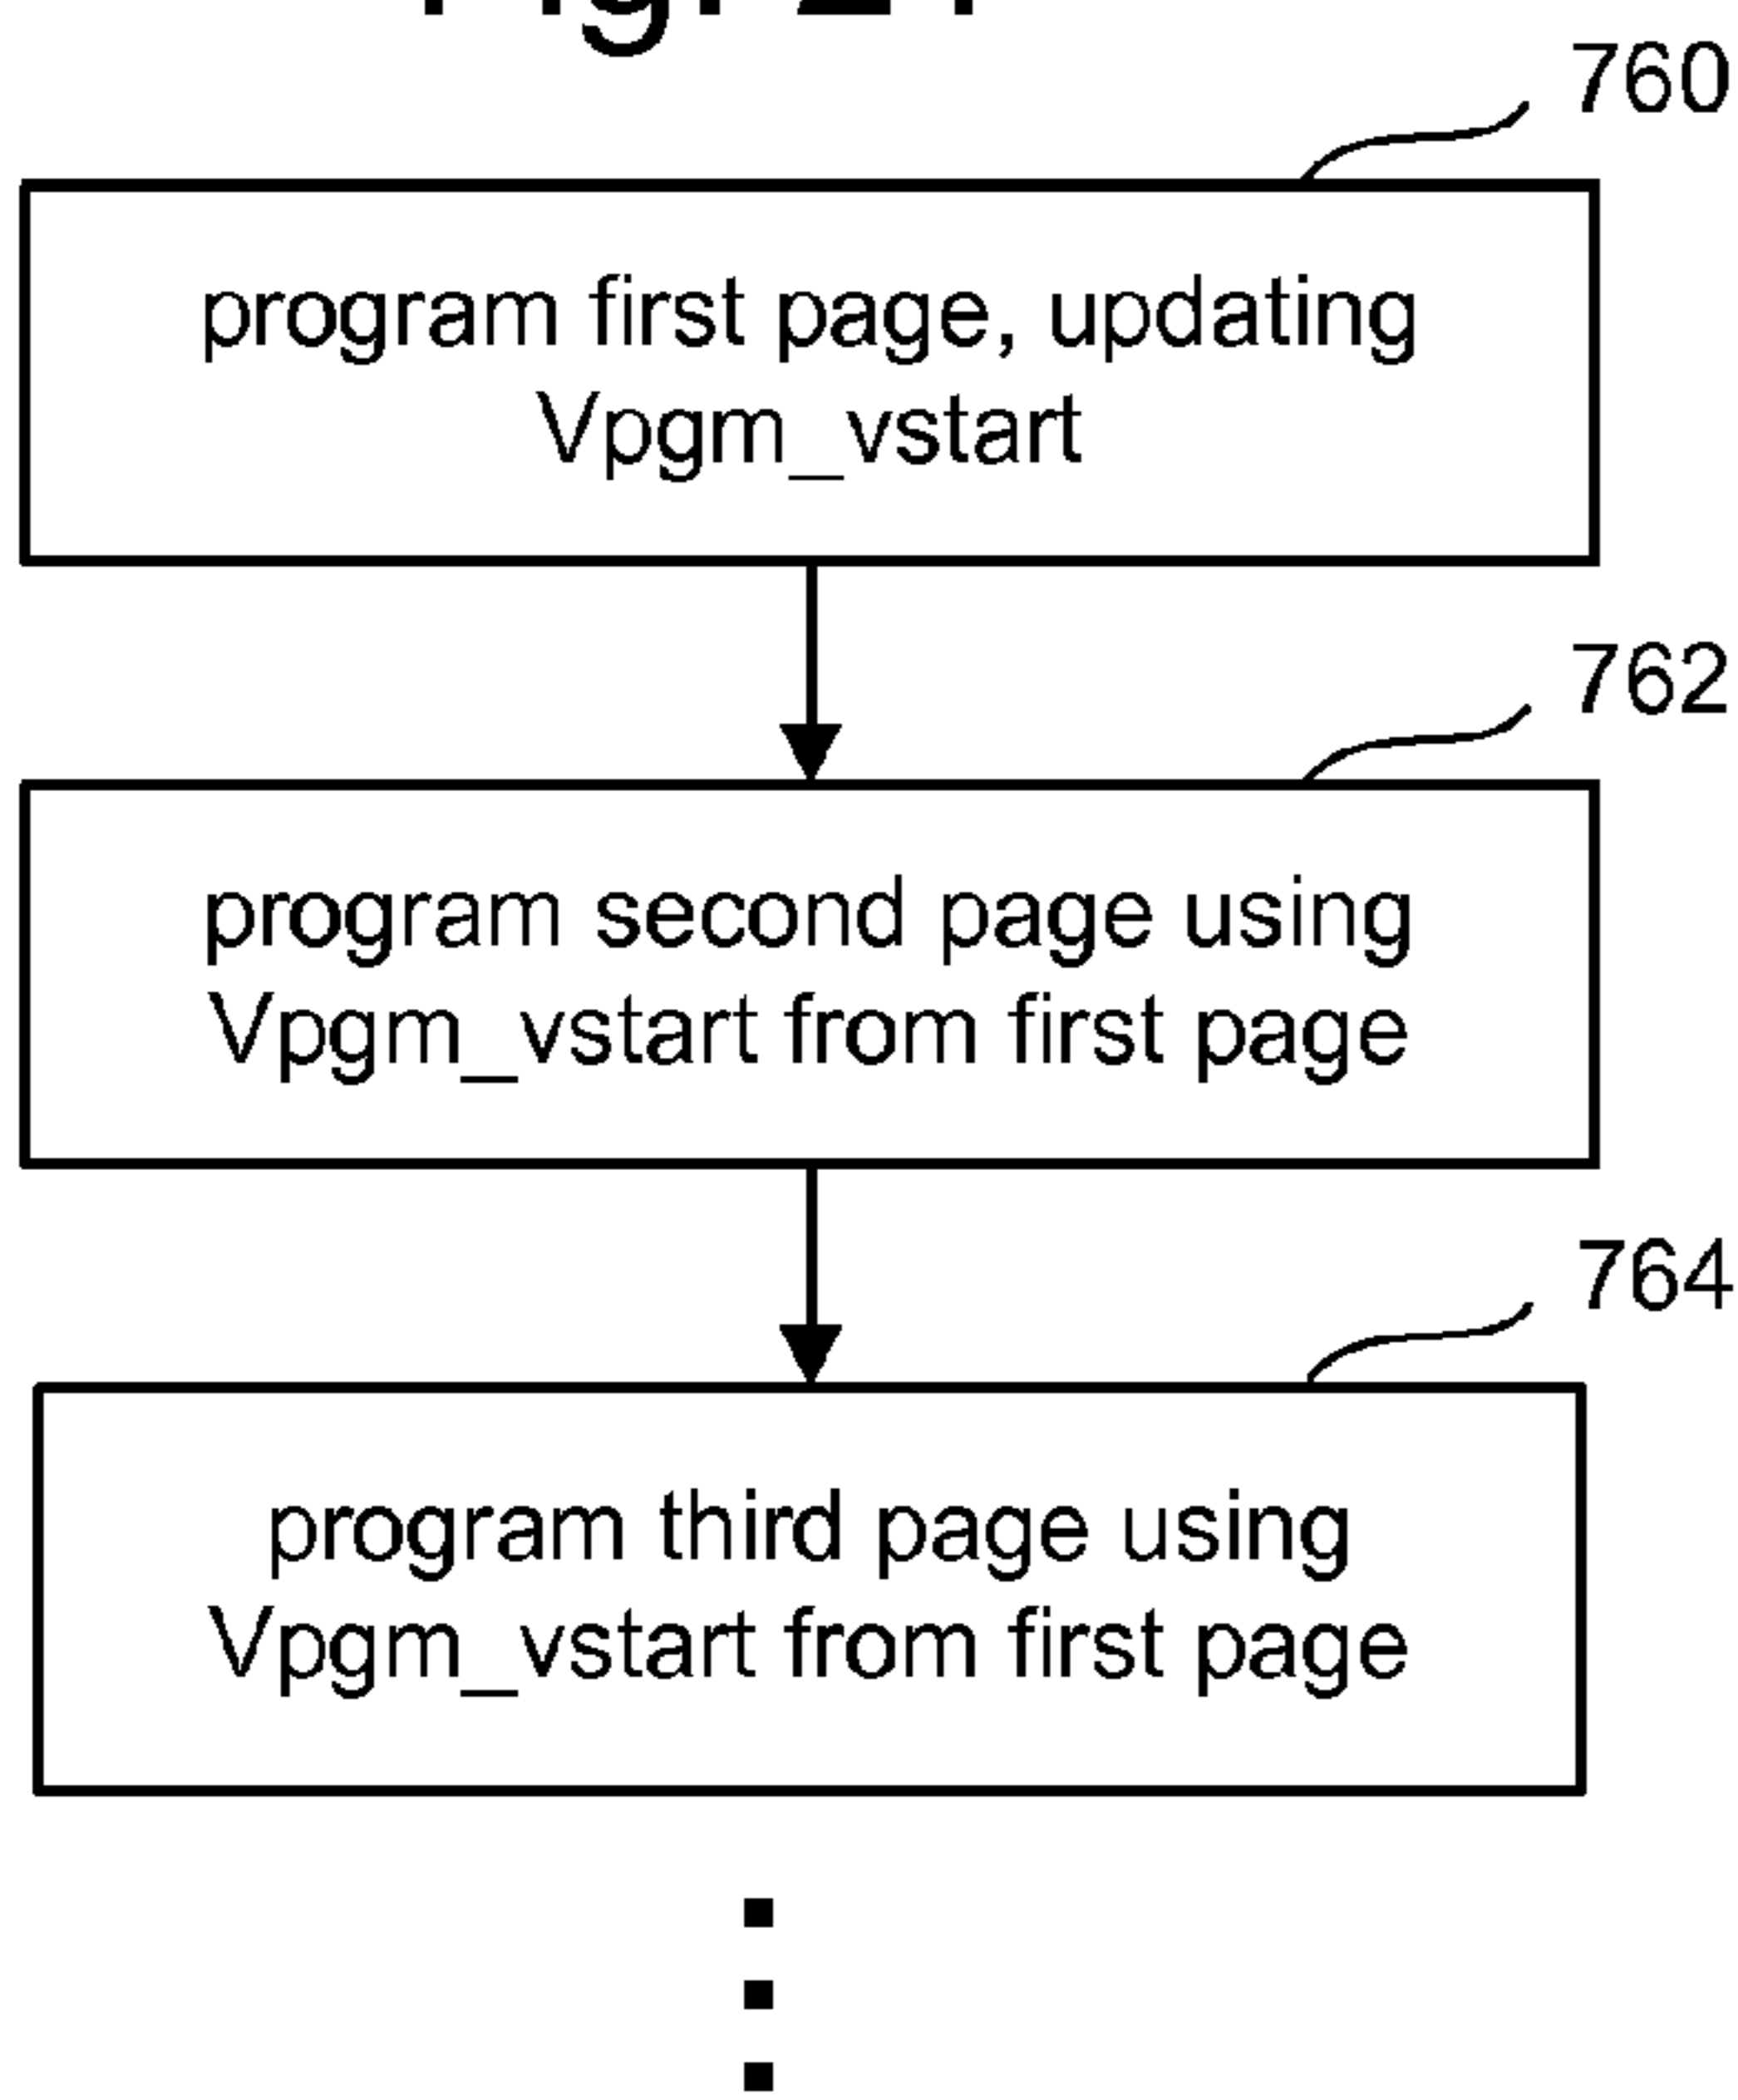 760
program first page, updating
Vpgm_vstart
762
program second page using
Vpgm_vstart from first page
764
program third page using
Vpgm_vstart from first page